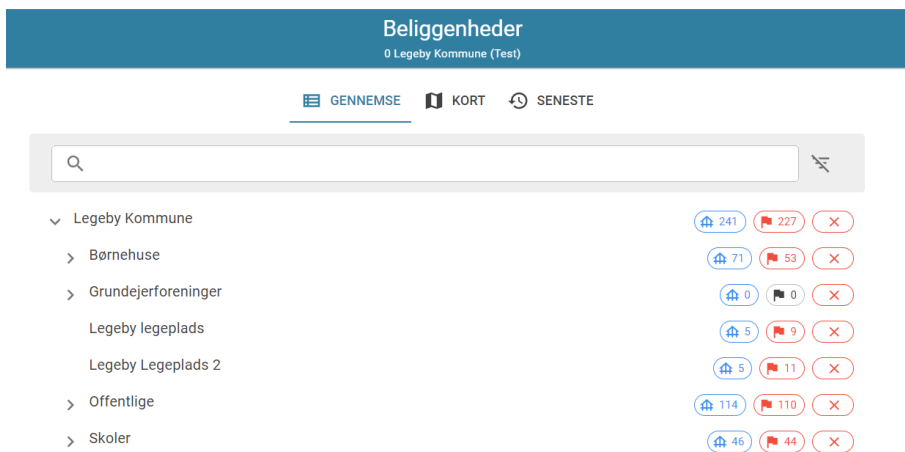 Beliggenheder
0 Legeby Kommune (Test)
GENNEMSE KORT SENESTE
Legeby Kommune 241 227
Børnehuse 71 53
Grundejerforeninger 0 0
Legeby legeplads 5 9
Legeby Legeplads 2 5 11
Offentlige 114 110
Skoler 46 44